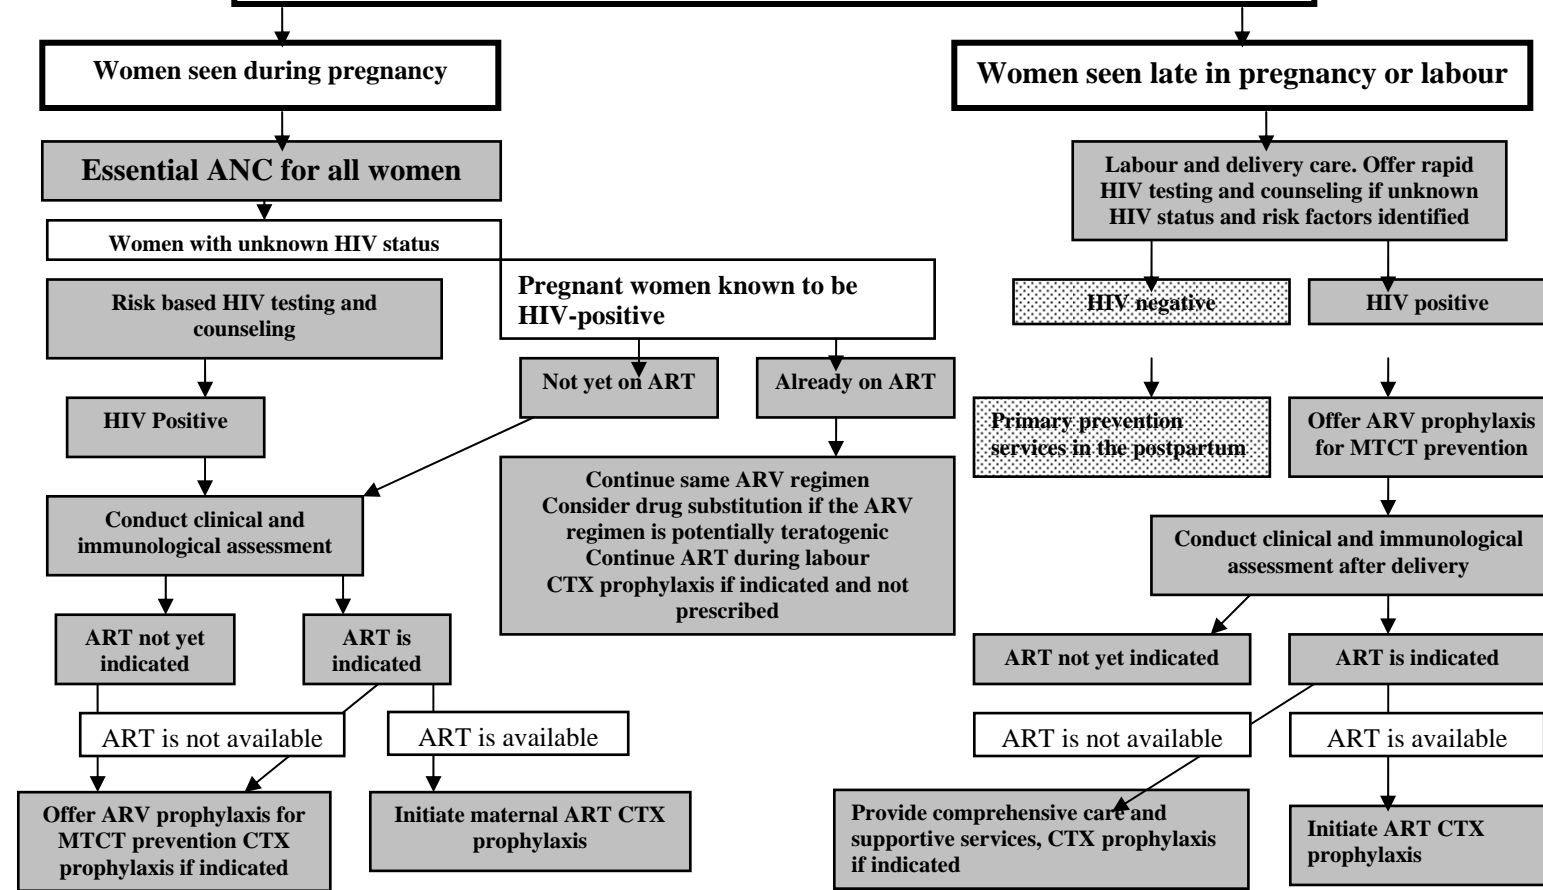 Women seen during pregnancy
Women seen late in pregnancy or labour
Essential ANC for all women
Labour and delivery care. Offer rapid
HIV testing and counseling if unknown
HIV status and risk factors identified
Women with unknown HIV status
Pregnant women known to be
HIV-positive
Risk based HIV testing and
counseling
HIV negative
HIV positive
Not yet on ART
Already on ART
HIV Positive
Primary prevention
services in the postpartum
Offer ARV prophylaxis
for MTCT prevention
Continue same ARV regimen
Consider drug substitution if the ARV
regimen is potentially teratogenic
Continue ART during labour
CTX prophylaxis if indicated and not
prescribed
Conduct clinical and
immunological assessment
Conduct clinical and immunological
assessment after delivery
ART not yet
indicated
ART is
indicated
ART not yet indicated
ART is indicated
ART is not available
ART is available
ART is not available
ART is available
Offer ARV prophylaxis for
MTCT prevention CTX
prophylaxis if indicated
Initiate maternal ART CTX
prophylaxis
Provide comprehensive care and
supportive services, CTX prophylaxis
if indicated
Initiate ART CTX
prophylaxis